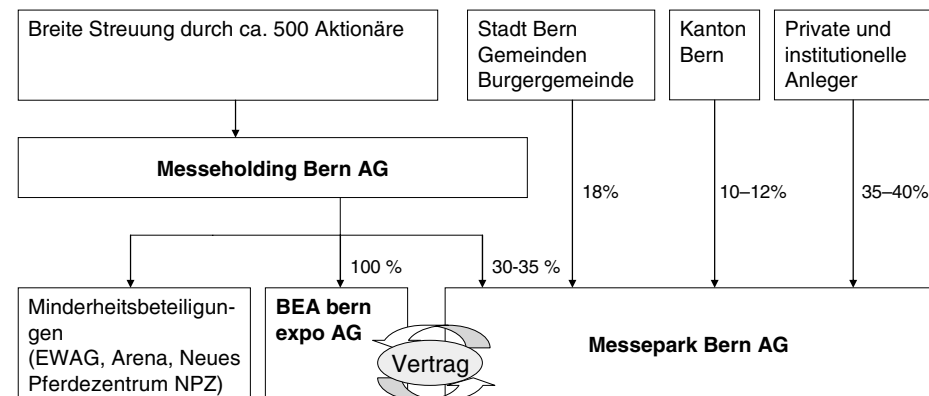 Breite Streuung durch ca. 500 Aktionäre
Stadt Bern
Gemeinden
Burgergemeinde
Kanton
Bern
Private und
institutionelle
Anleger
Messeholding Bern AG
18%
10–12%
35–40%
100 %
30-35 %
Minderheitsbeteiligun-
gen
(EWAG, Arena, Neues
Pferdezentrum NPZ)
BEA bern
expo AG
Vertrag
Messepark Bern AG